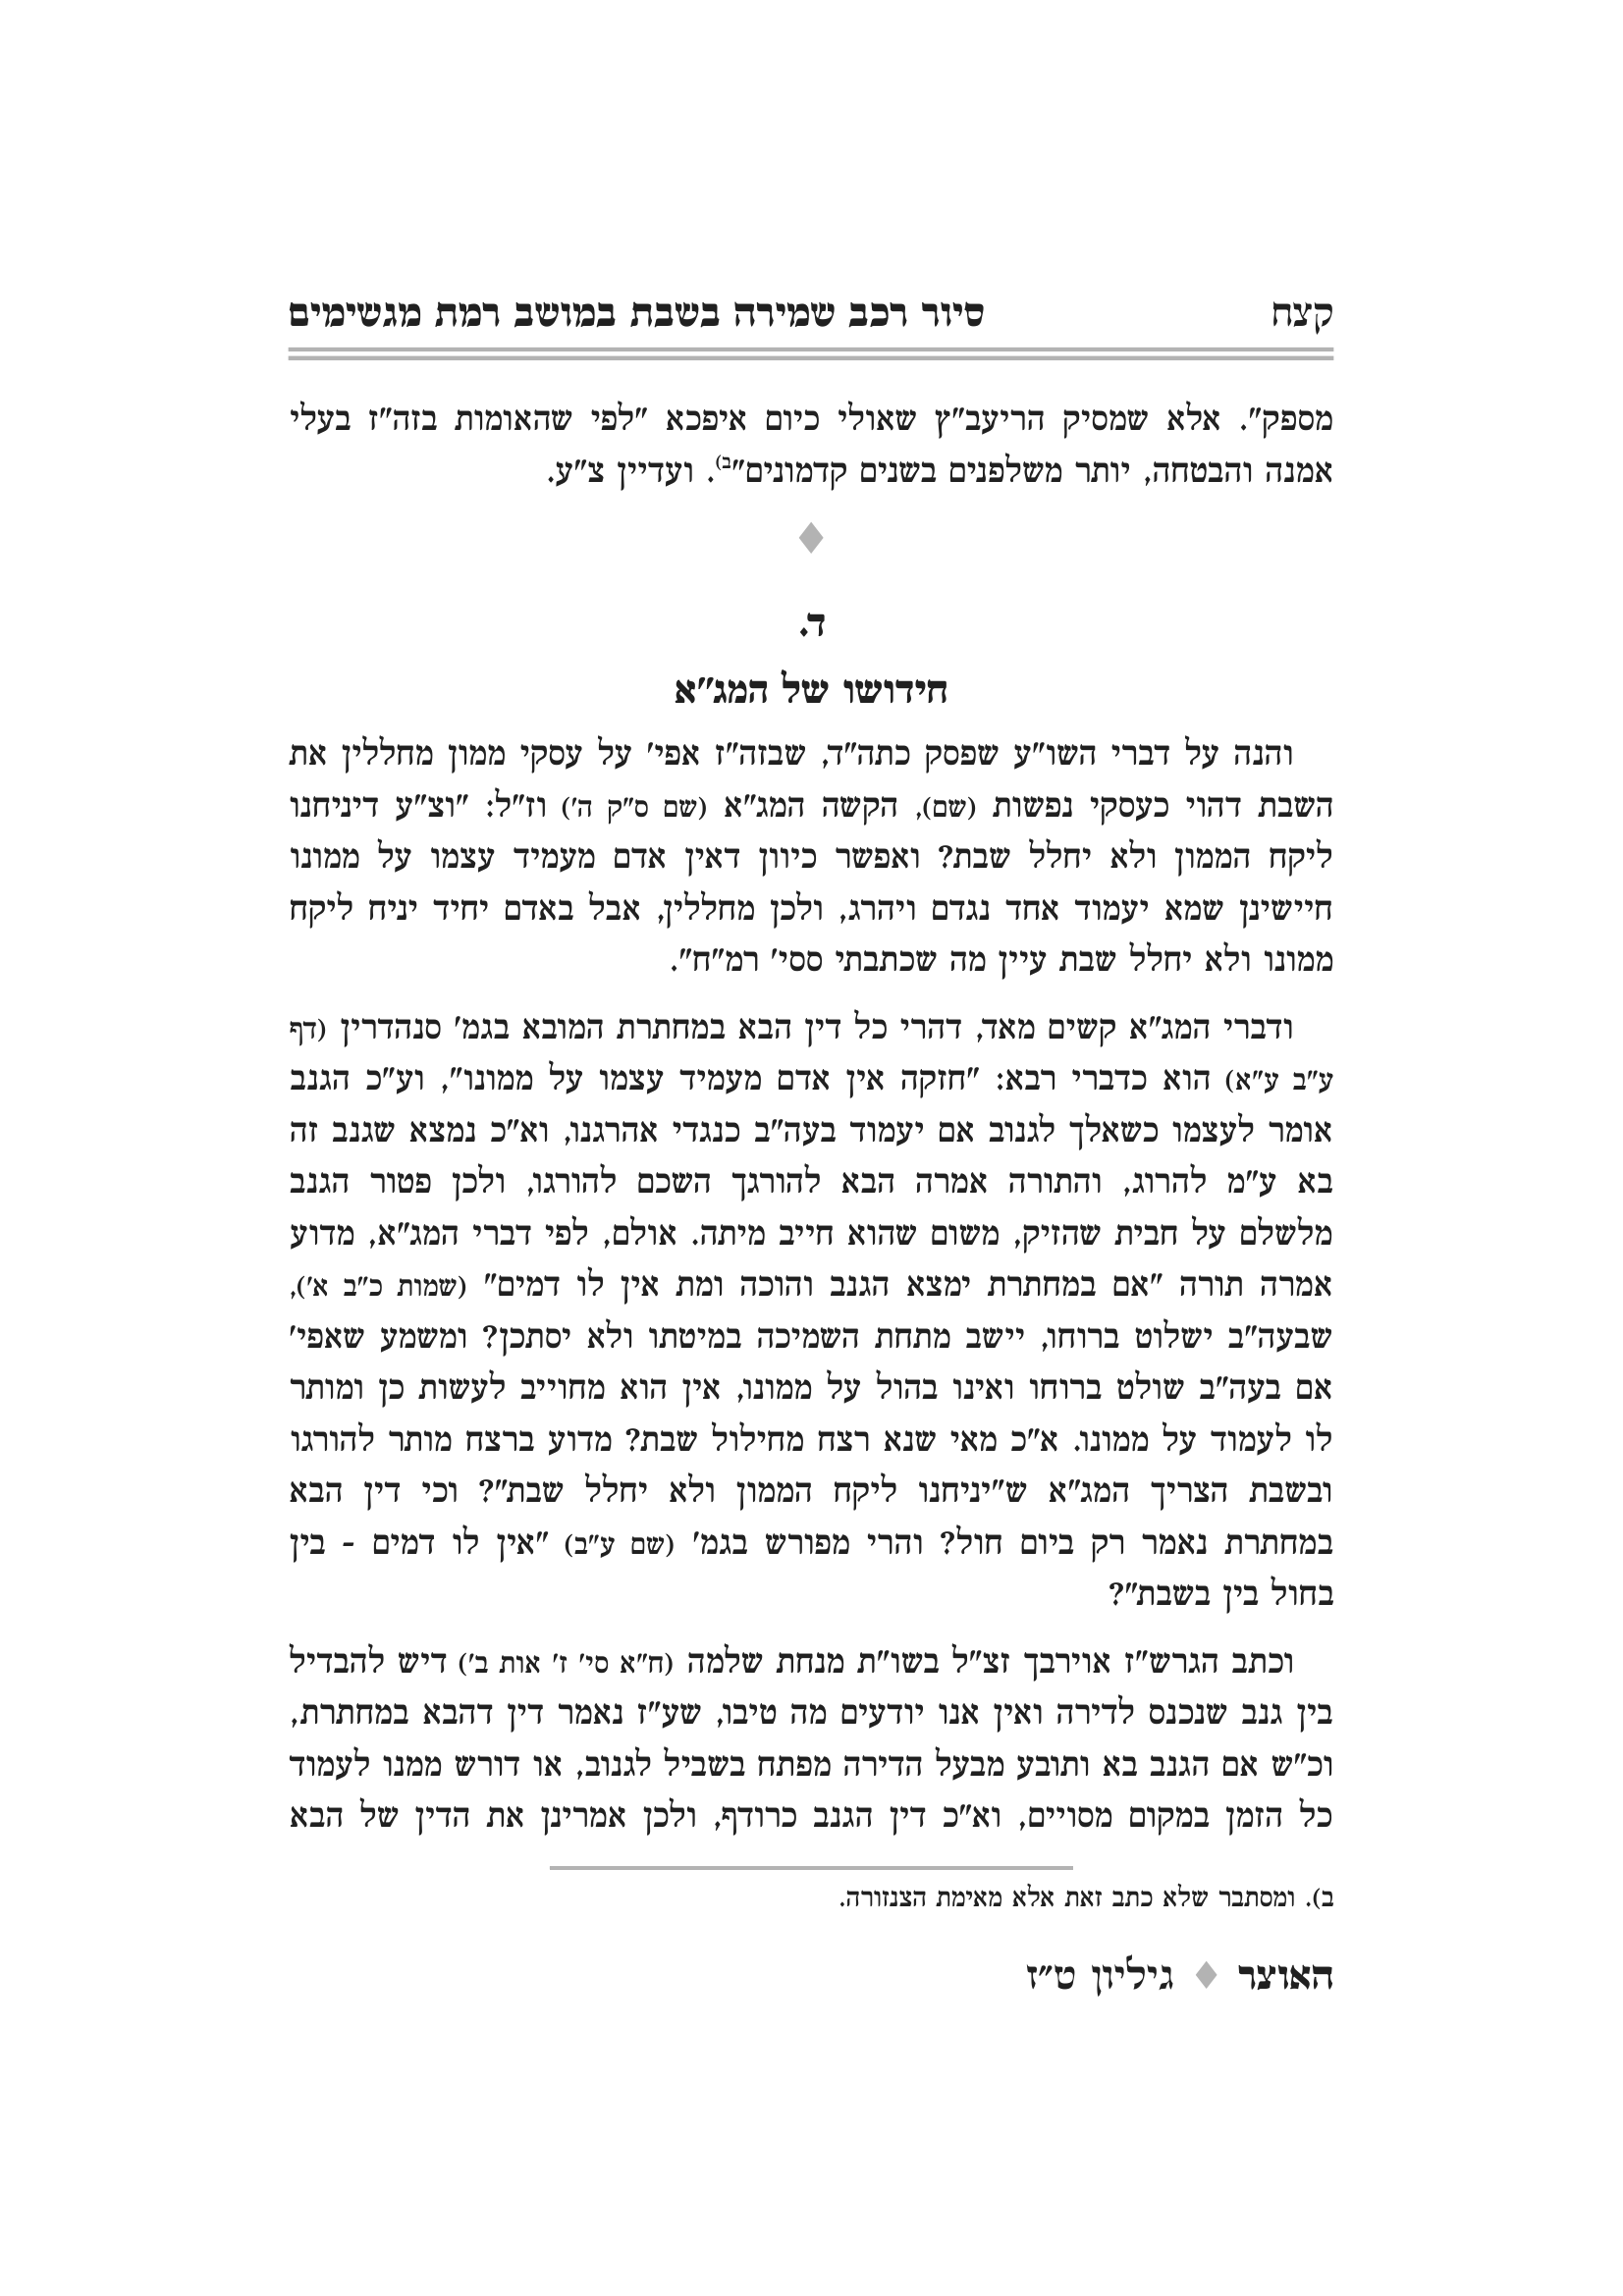 קצח סיור רכב שמירה בשבת במושב רמת מגשימים
מספק". אלא שמסיק הריעב"ץ שאולי כיום איפכא "לפי שהאומות בזה"ז בעלי
אמנה והבטחה, יותר משלפנים בשנים קדמונים"ב). ועדיין צ"ע.
ד.
חידושו של המג"א
והנה על דברי השו"ע שפסק כתה"ד, שבזה"ז אפי' על עסקי ממון מחללין את
השבת דהוי כעסקי נפשות (שם), הקשה המג"א (שם ס"ק ה') וז"ל: "וצ"ע דיניחנו
ליקח הממון ולא יחלל שבת? ואפשר כיוון דאין אדם מעמיד עצמו על ממונו
חיישינן שמא יעמוד אחד נגדם ויהרג, ולכן מחללין, אבל באדם יחיד יניח ליקח
ממונו ולא יחלל שבת עיין מה שכתבתי ססי' רמ"ח".
ודברי המג"א קשים מאד, דהרי כל דין הבא במחתרת המובא בגמ' סנהדרין (דף
ע"ב ע"א) הוא כדברי רבא: "חזקה אין אדם מעמיד עצמו על ממונו", וע"כ הגנב
אומר לעצמו כשאלך לגנוב אם יעמוד בעה"ב כנגדי אהרגנו, וא"כ נמצא שגנב זה
בא ע"מ להרוג, והתורה אמרה הבא להורגך השכם להורגו, ולכן פטור הגנב
מלשלם על חבית שהזיק, משום שהוא חייב מיתה. אולם, לפי דברי המג"א, מדוע
אמרה תורה "אם במחתרת ימצא הגנב והוכה ומת אין לו דמים" (שמות כ"ב א'),
שבעה"ב ישלוט ברוחו, יישב מתחת השמיכה במיטתו ולא יסתכן? ומשמע שאפי'
אם בעה"ב שולט ברוחו ואינו בהול על ממונו, אין הוא מחוייב לעשות כן ומותר
לו לעמוד על ממונו. א"כ מאי שנא רצח מחילול שבת? מדוע ברצח מותר להורגו
ובשבת הצריך המג"א ש"יניחנו ליקח הממון ולא יחלל שבת"? וכי דין הבא
במחתרת נאמר רק ביום חול? והרי מפורש בגמ' (שם ע"ב) "אין לו דמים - בין
בחול בין בשבת"?
וכתב הגרש"ז אוירבך זצ"ל בשו"ת מנחת שלמה (ח"א סי' ז' אות ב') דיש להבדיל
בין גנב שנכנס לדירה ואין אנו יודעים מה טיבו, שע"ז נאמר דין דהבא במחתרת,
וכ"ש אם הגנב בא ותובע מבעל הדירה מפתח בשביל לגנוב, או דורש ממנו לעמוד
כל הזמן במקום מסויים, וא"כ דין הגנב כרודף, ולכן אמרינן את הדין של הבא
ב). ומסתבר שלא כתב זאת אלא מאימת הצנזורה.
האוצר ♦ גיליון ט"ז